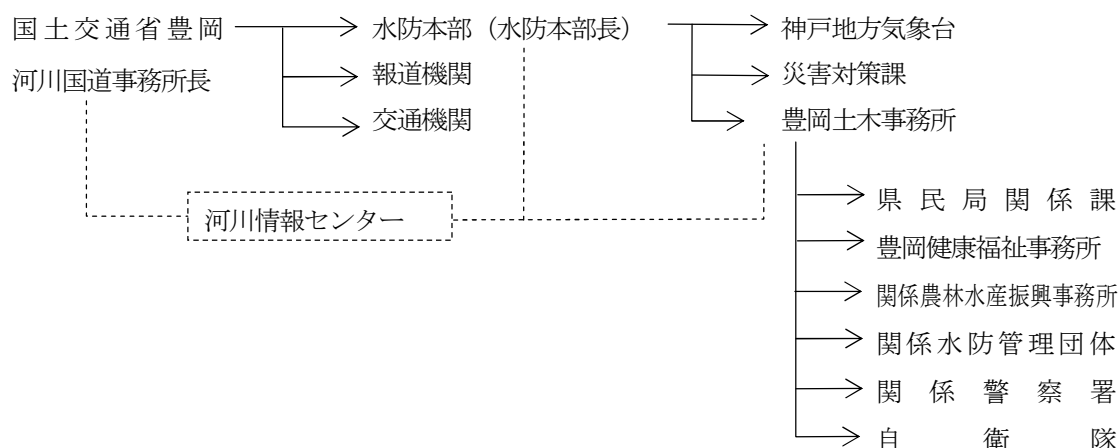 国土交通省豊岡
河川国道事務所長
水防本部（水防本部長）
報道機関
交通機関
神戸地方気象台
災害対策課
豊岡土木事務所
河川情報センター
県民局関係課
豊岡健康福祉事務所
関係農林水産振興事務所
関係水防管理団体
関係警察署
自衛隊